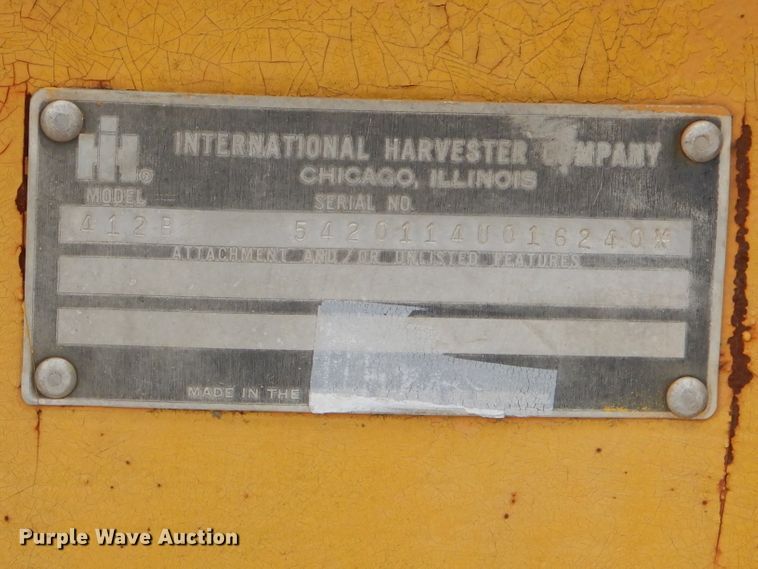 IH®
INTERNATIONAL HARVESTER COMPANY
CHICAGO, ILLINOIS
MODEL SERIAL NO.
412B 5420114U016240X
ATTACHMENT AND/OR UNLISTED FEATURES
MADE IN THE
Purple Wave Auction